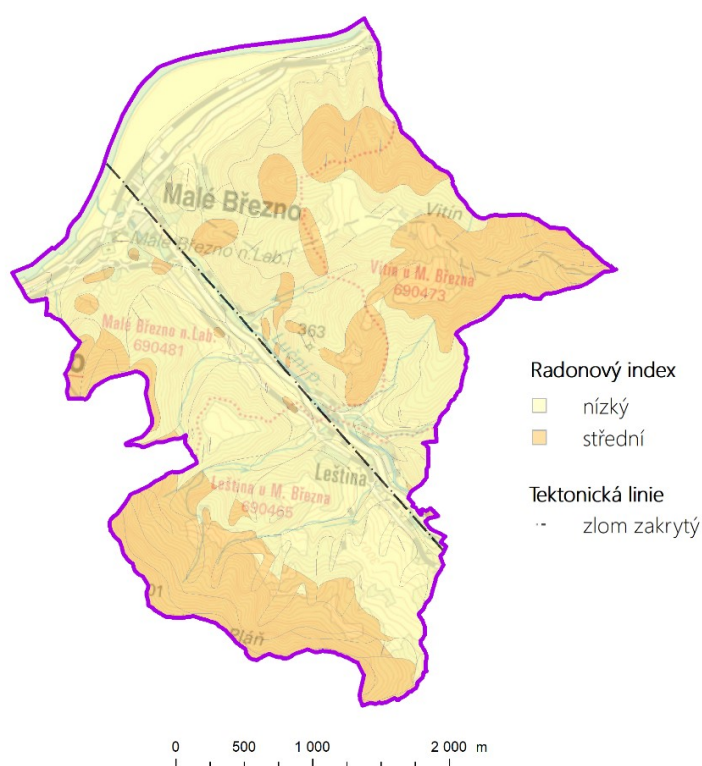 Malé Březno
Vitín
Malé Březno n.Lab.
Vitín u M. Března
690473
Malé Březno n.Lab.
690481
363
Leština
Leština u M. Března
690465
Pláň
Radonový index
nízký
střední
Tektonická linie
zlom zakrytý
0 500 1 000 2 000 m